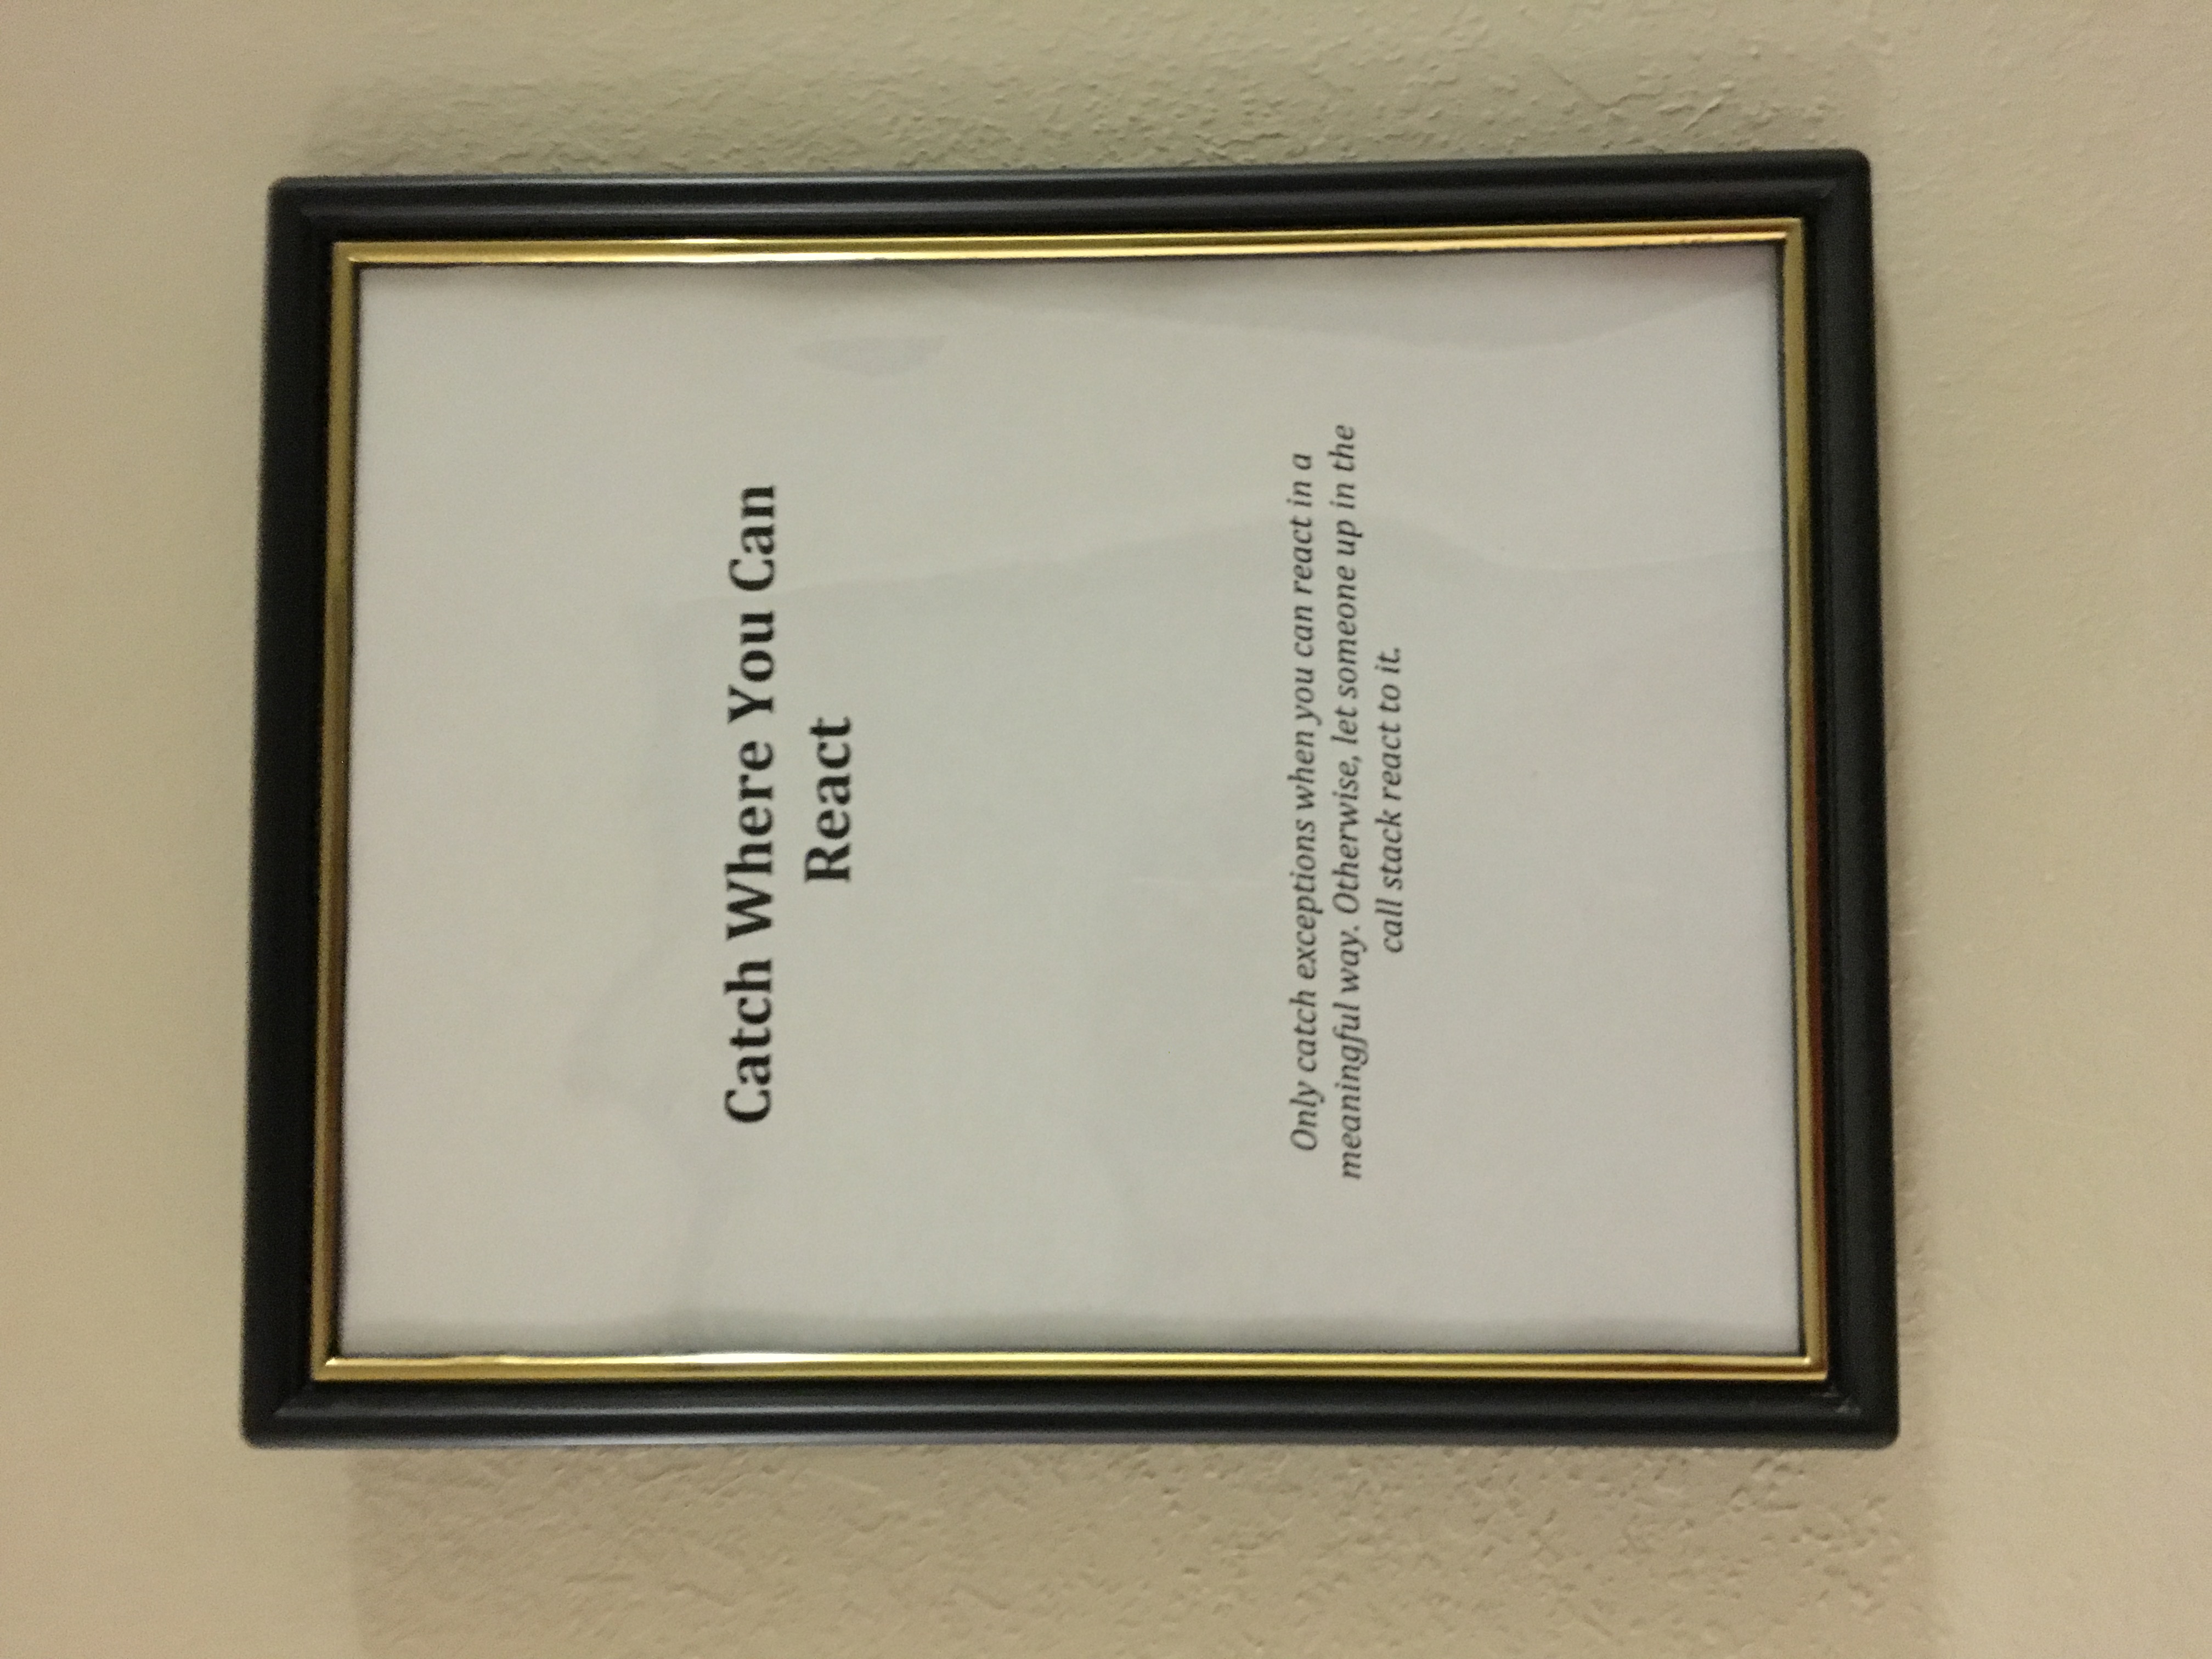 Catch Where You Can
React
Only catch exceptions when you can react in a
meaningful way. Otherwise, let someone up in the
call stack react to it.